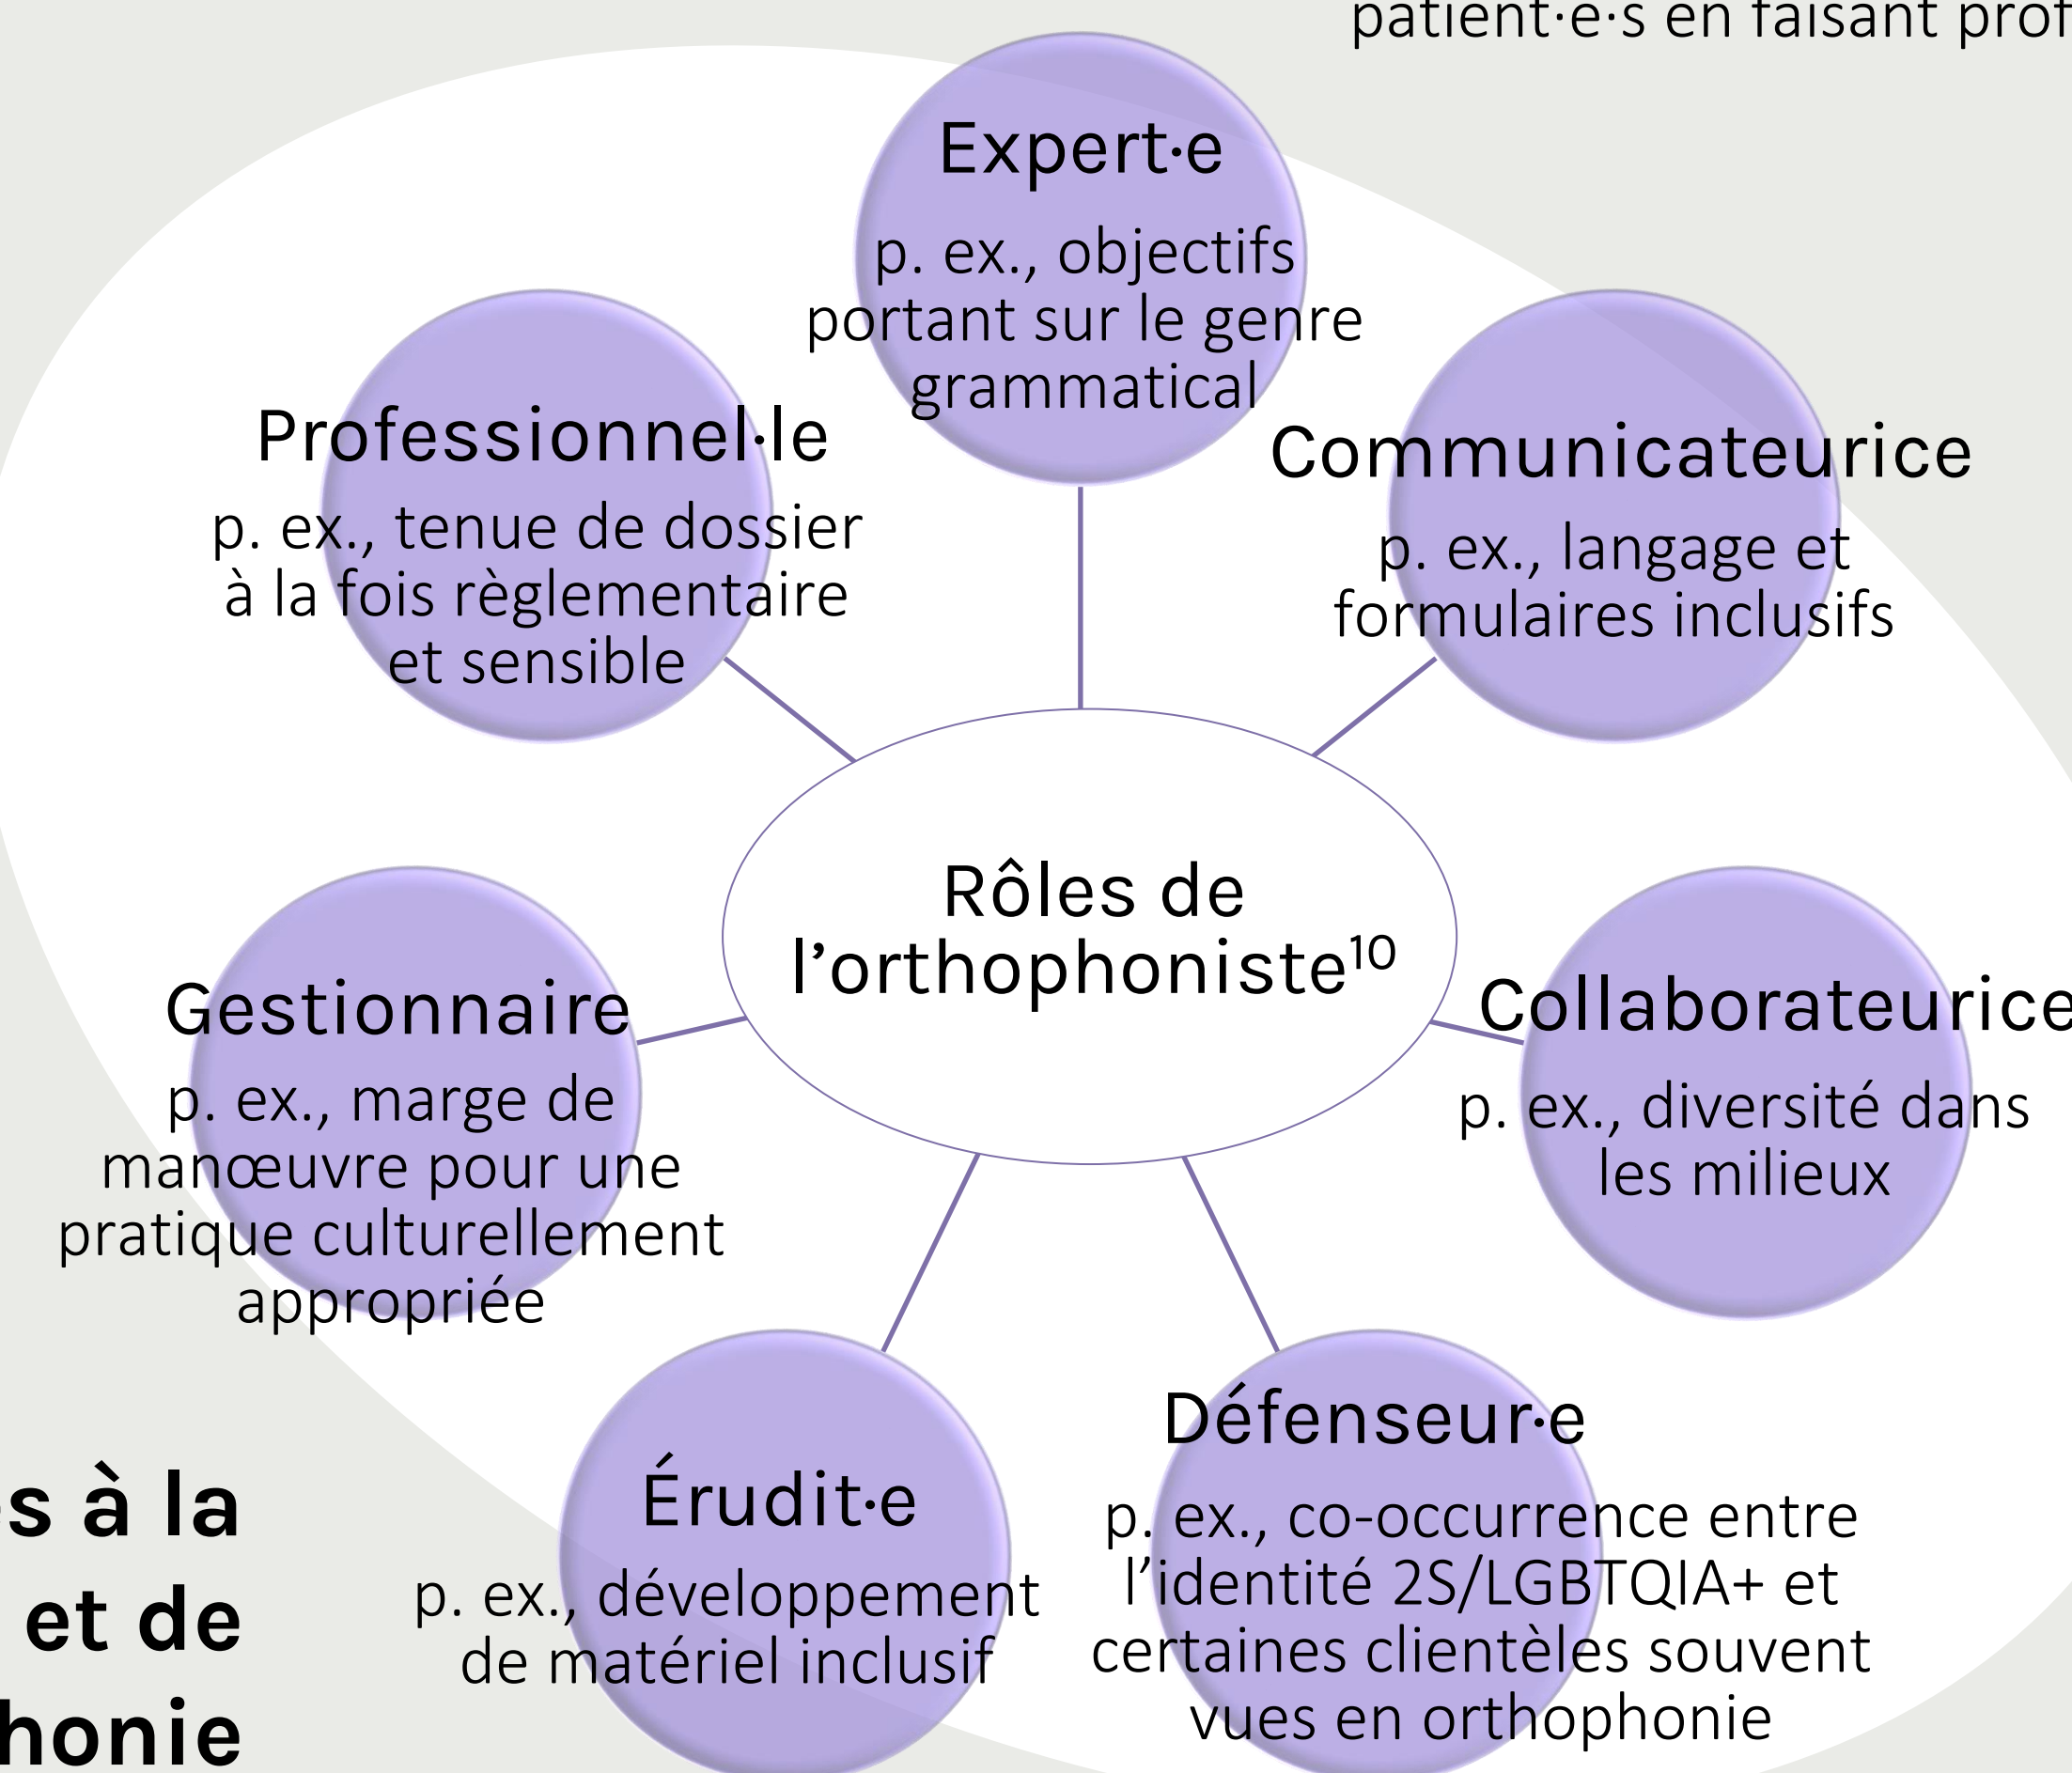 patient·e·s en faisant
Expert·e
p. ex., objectifs
portant sur le genre
grammatical
Communicateurice
p. ex., langage et
formulaires inclusifs
Collaborateurice
p. ex., diversité dans
les milieux
Défenseur·e
p. ex., co-occurrence entre
l’identité 2S/LGBTQIA+ et
certaines clientèles souvent
vues en orthophonie
Érudit·e
p. ex., développement
de matériel inclusif
Gestionnaire
p. ex., marge de
manœuvre pour une
pratique culturellement
appropriée
Professionnel·le
p. ex., tenue de dossier
à la fois règlementaire
et sensible
Rôles de
l’orthophoniste¹⁰
à la
et de